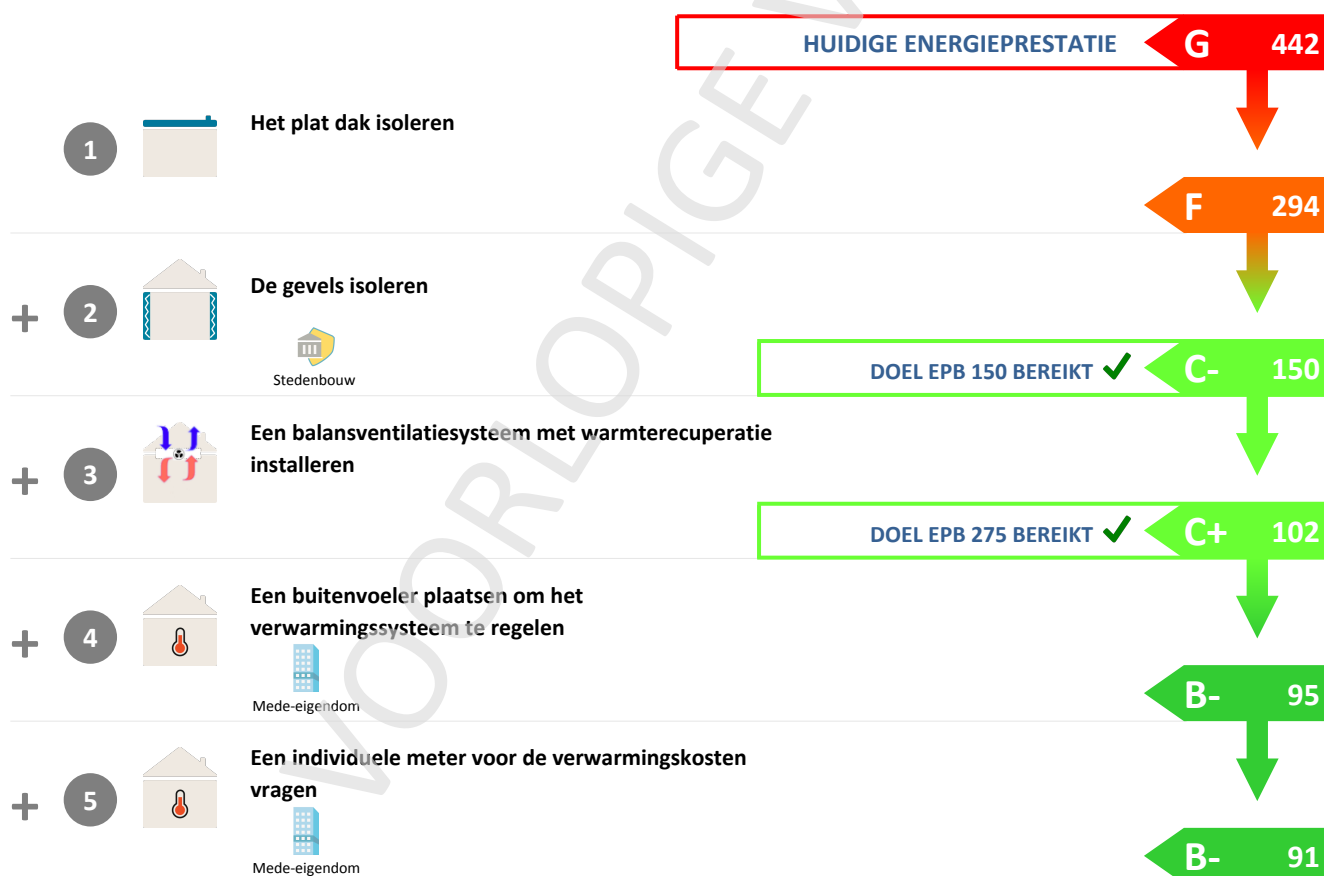 HUIDIGE ENERGIEPRESTATIE G 442
1 Het plat dak isoleren
F 294
+ 2 De gevels isoleren
Stedenbouw
DOEL EPB 150 BEREIKT ✓ C- 150
+ 3 Een balansventilatiesysteem met warmterecuperatie
installeren
DOEL EPB 275 BEREIKT ✓ C+ 102
+ 4 Een buitenvoeler plaatsen om het
verwarmingssysteem te regelen
Mede-eigendom
B- 95
+ 5 Een individuele meter voor de verwarmingskosten
vragen
Mede-eigendom
B- 91
VOORLOPIGE V